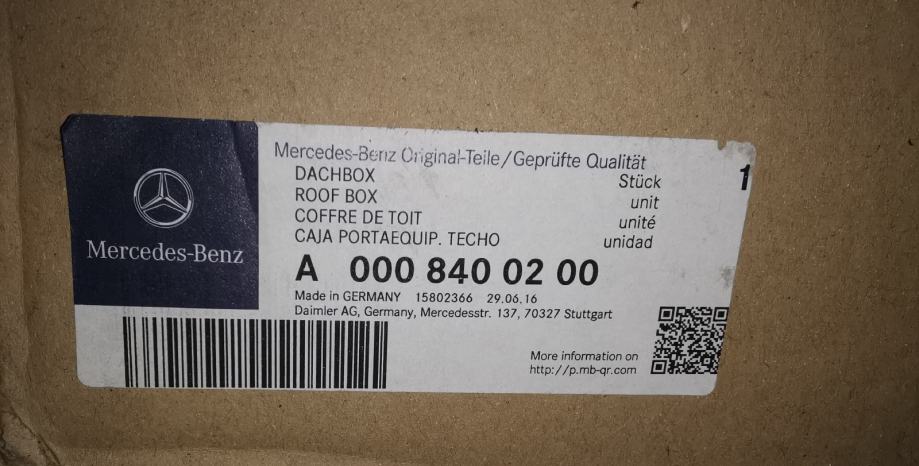 Mercedes-Benz Original-Teile/Geprüfte Qualität
DACHBOX Stück 1
ROOF BOX unit
COFFRE DE TOIT unité
CAJA PORTAEQUIP. TECHO unidad
Mercedes-Benz
A 000 840 02 00
Made in GERMANY 15802366 29.06.16
Daimler AG, Germany, Mercedesstr. 137, 70327 Stuttgart
More information on
http://p.mb-qr.com